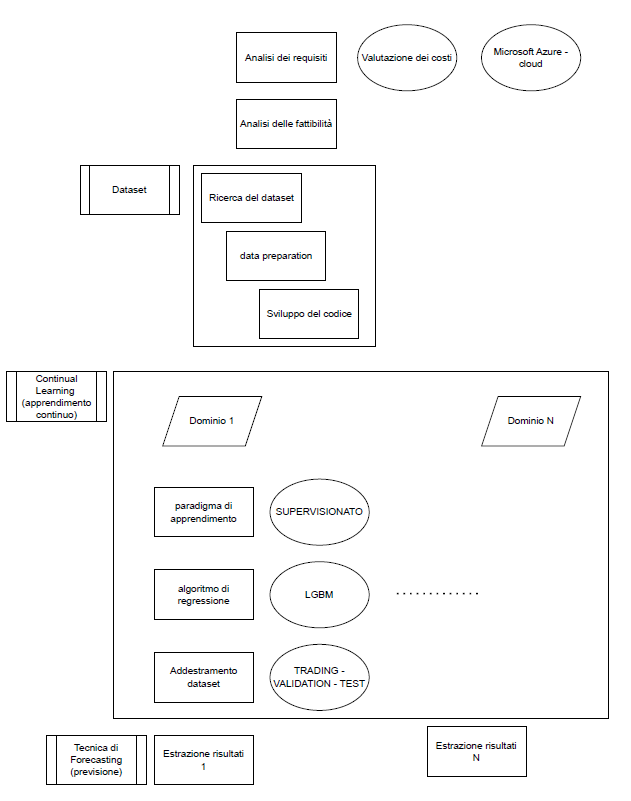 Analisi dei requisiti
Valutazione dei costi
Microsoft Azure -
cloud
Analisi delle fattibilità
Dataset
Ricerca del dataset
data preparation
Sviluppo del codice
Continual
Learning
(apprendimento
continuo)
Dominio 1
Dominio N
paradigma di
apprendimento
SUPERVISIONATO
algoritmo di
regressione
LGBM
.............
Addestramento
dataset
TRADING -
VALIDATION - TEST
Tecnica di
Forecasting
(previsione)
Estrazione risultati
1
Estrazione risultati
N